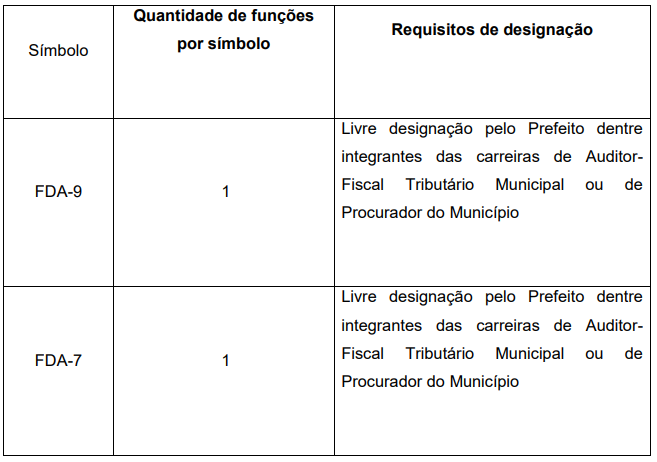 Símbolo
Quantidade de funções
por símbolo
Requisitos de designação
FDA-9
1
Livre designação pelo Prefeito dentre
integrantes das carreiras de Auditor-
Fiscal Tributário Municipal ou de
Procurador do Município
FDA-7
1
Livre designação pelo Prefeito dentre
integrantes das carreiras de Auditor-
Fiscal Tributário Municipal ou de
Procurador do Município